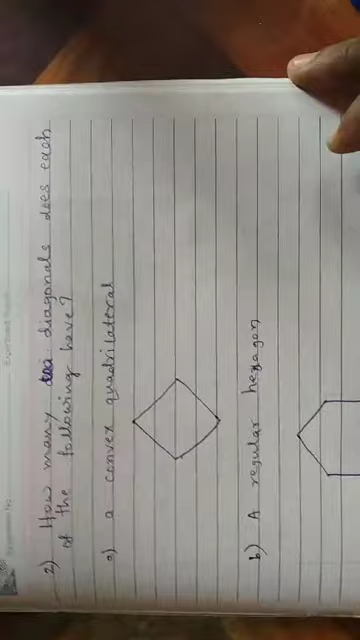 2) How many diagonals does each
of the following have?
a) a convex quadrilateral
b) A regular hexagon